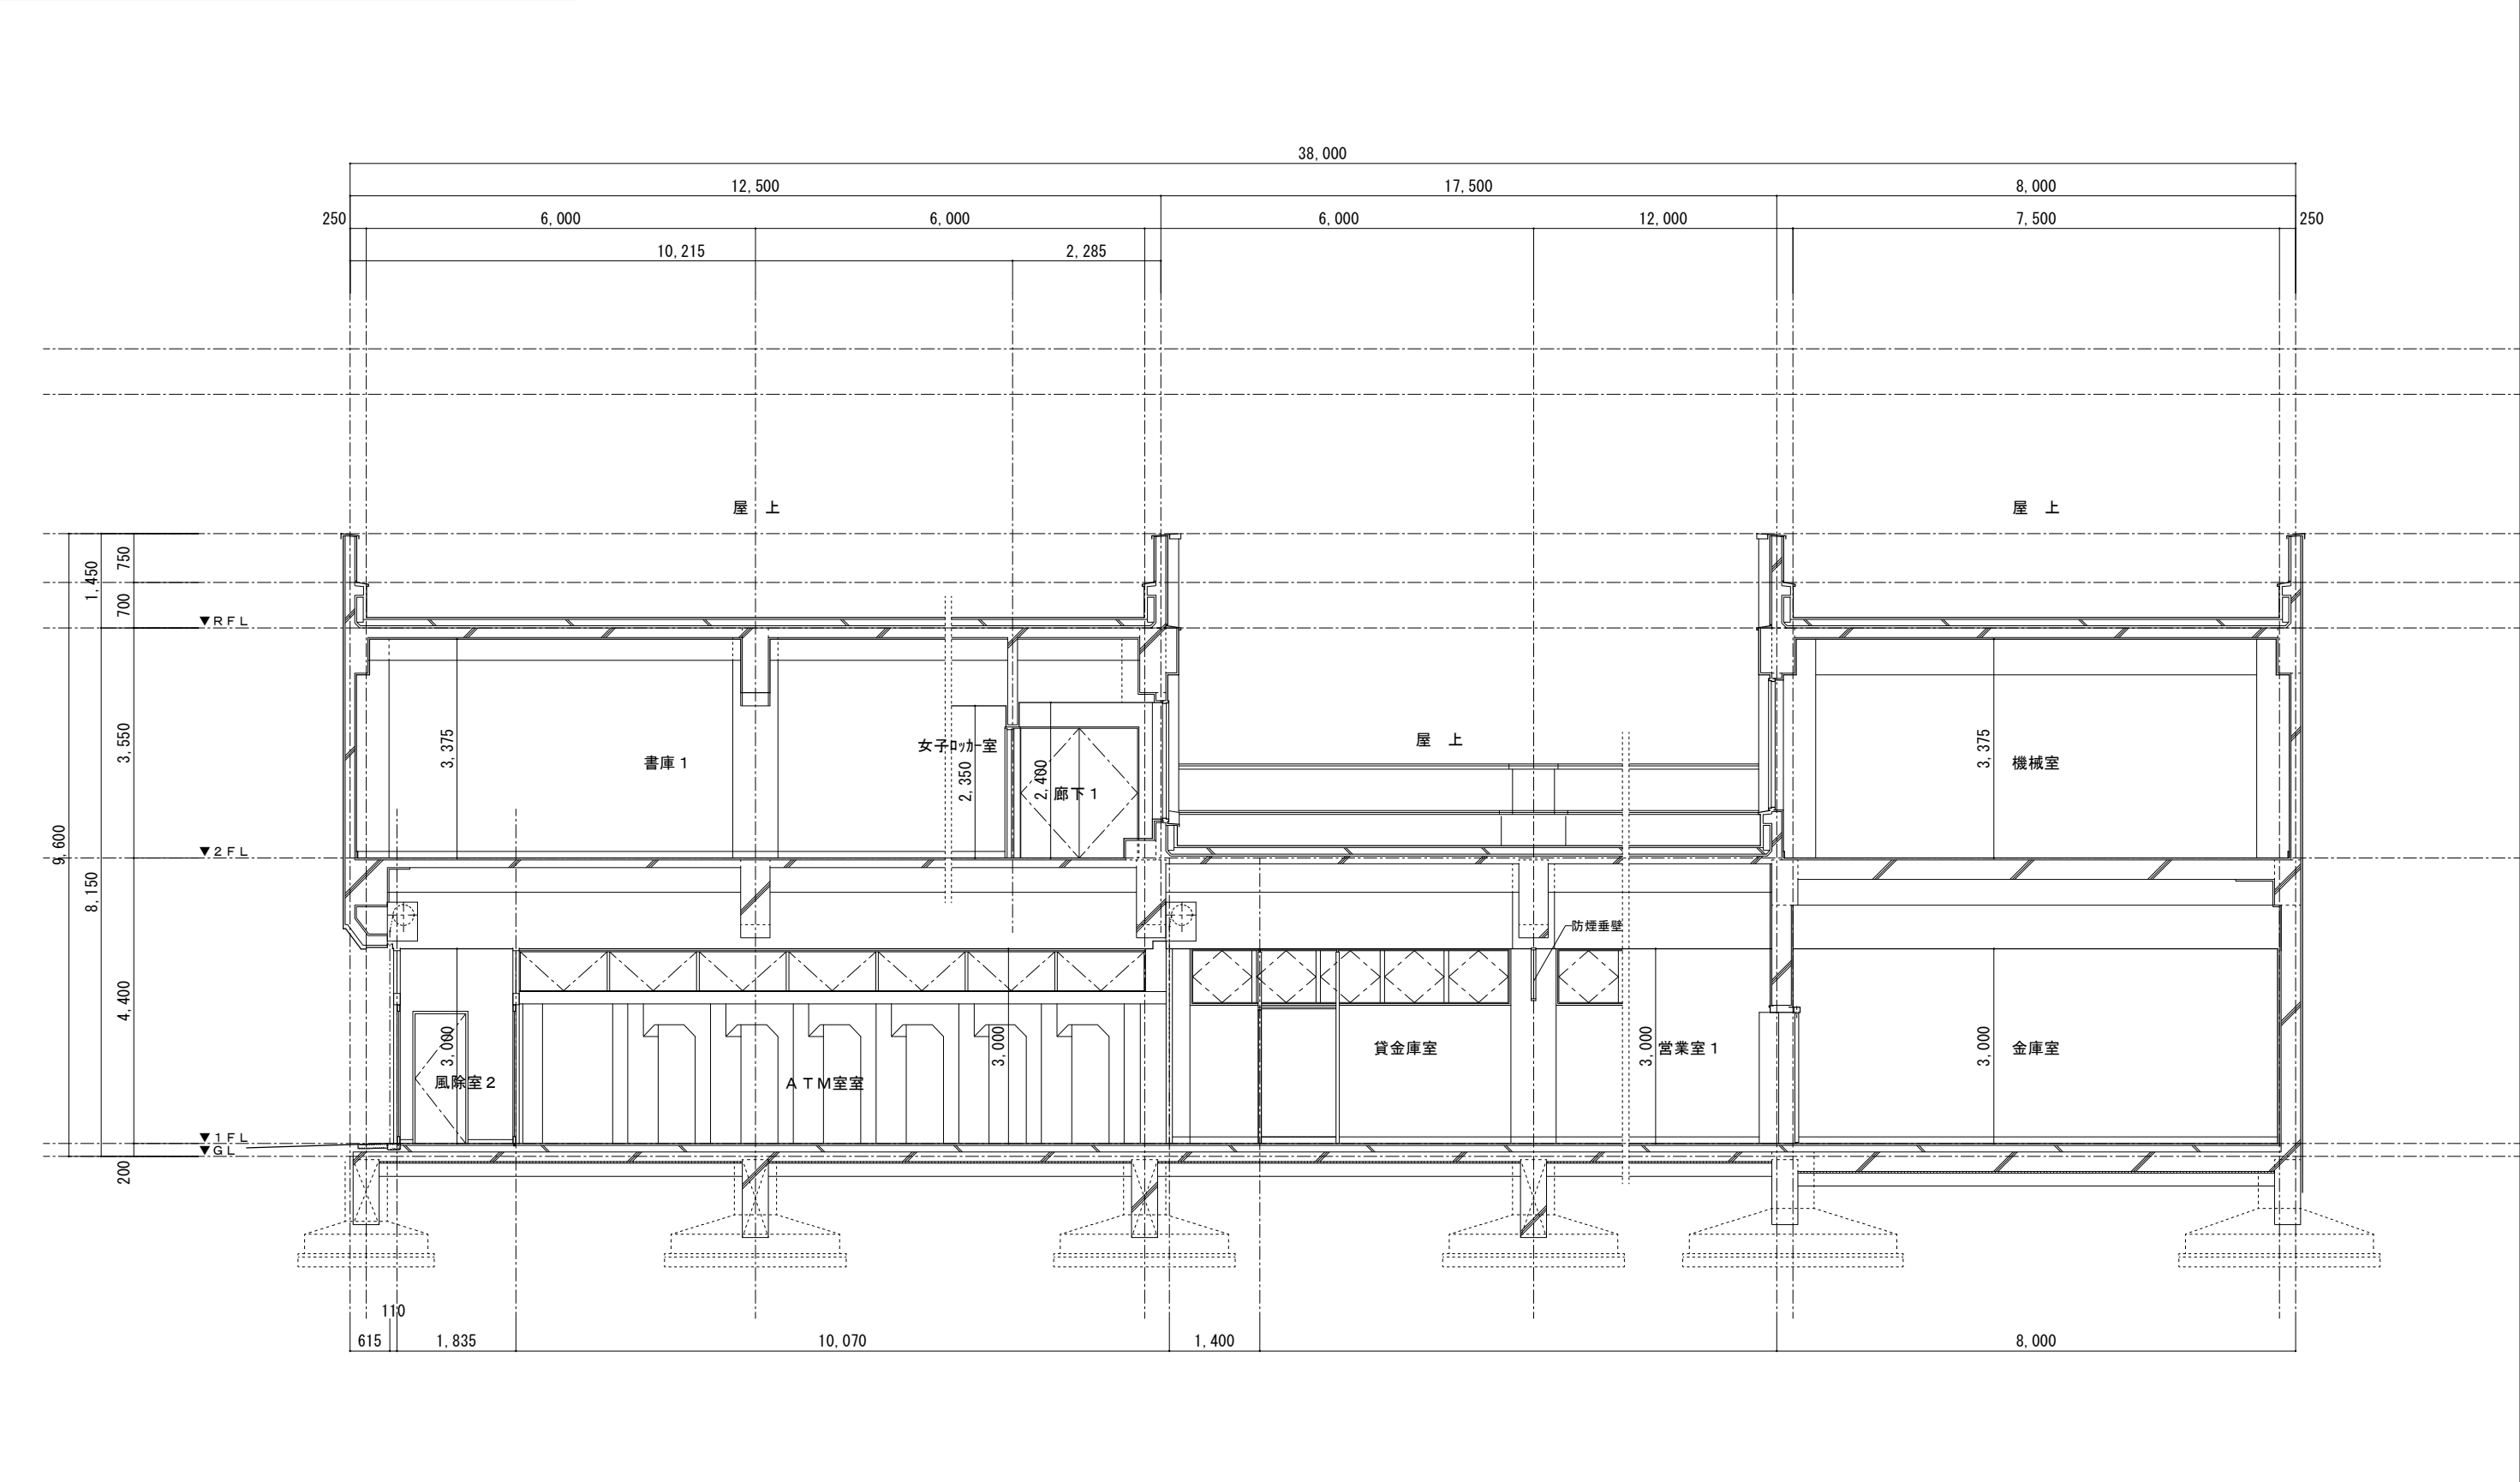 38,000
12,500 17,500 8,000
250 6,000 6,000 6,000 12,000 7,500 250
10,215 2,285
屋 上 屋 上
750
1,450
700
▼RFL
3,550
3,375
書庫1
女子ﾛｯｶｰ室
2,350
2,400
廊下1
屋 上
3,375
機械室
9,600
▼2FL
8,150
防煙垂壁
4,400
3,000
風除室2
ATM室室
3,000
貸金庫室
3,000
営業室1
3,000
金庫室
▼1FL
▼GL
200
110
615 1,835 10,070 1,400 8,000